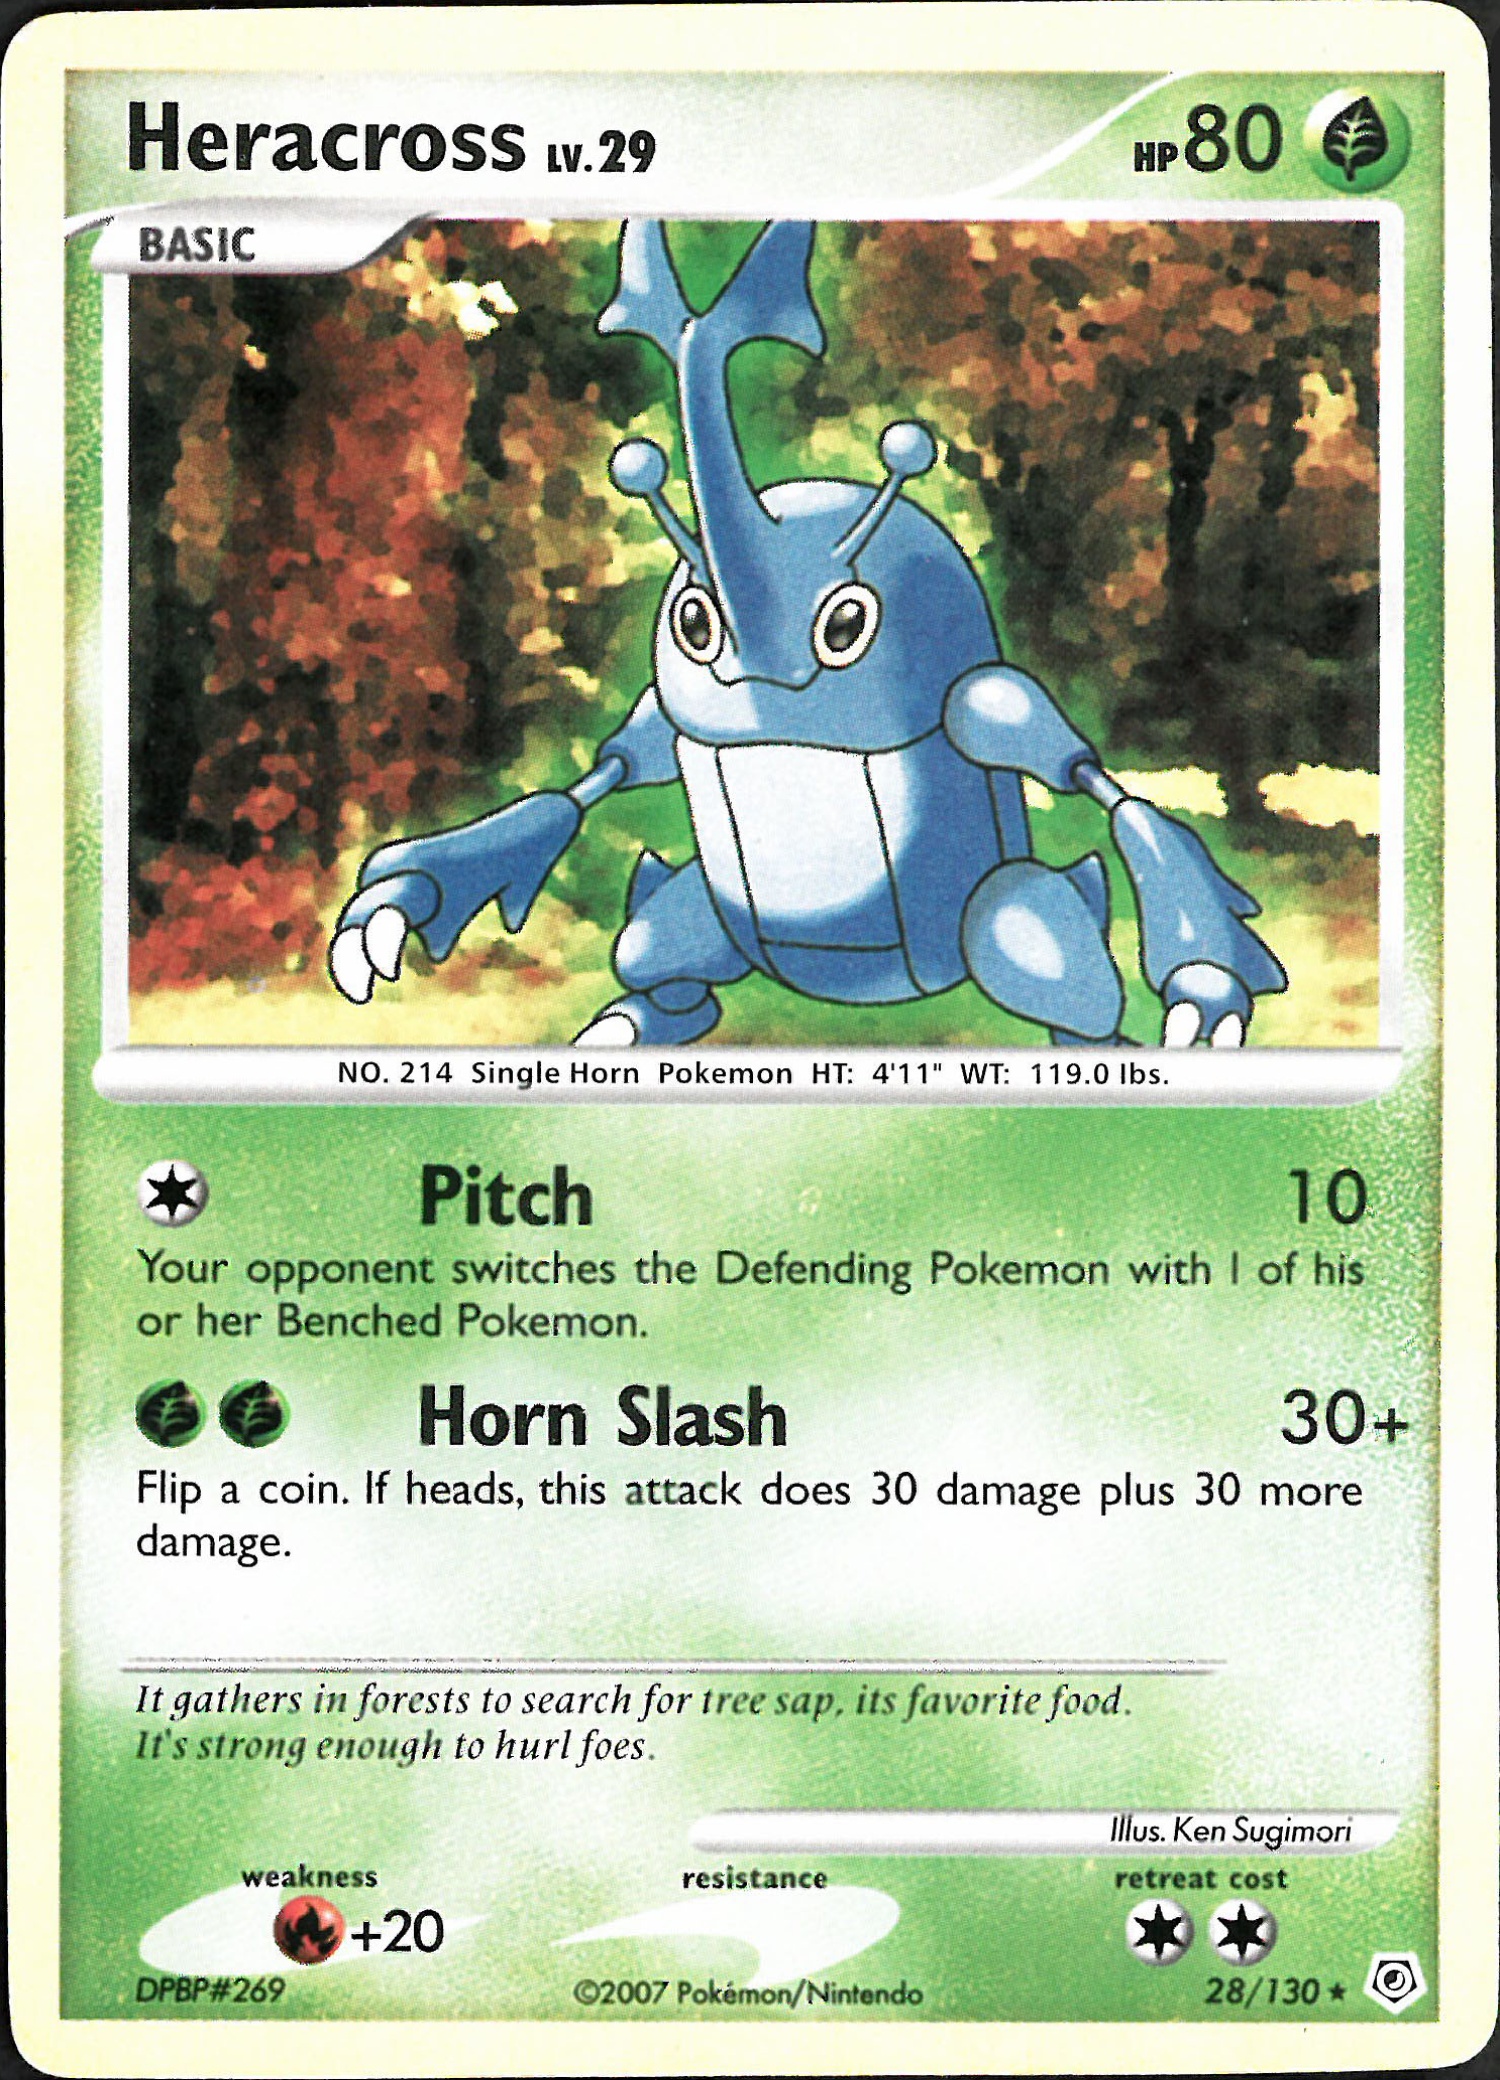 Heracross LV.29
HP 80
BASIC
NO. 214 Single Horn Pokemon HT: 4'11" WT: 119.0 lbs.
Pitch 10
Your opponent switches the Defending Pokemon with 1 of his
or her Benched Pokemon.
Horn Slash 30+
Flip a coin. If heads, this attack does 30 damage plus 30 more
damage.
It gathers in forests to search for tree sap, its favorite food.
It's strong enough to hurl foes.
Illus. Ken Sugimori
weakness resistance retreat cost
+20
DPBP#269 ©2007 Pokémon/Nintendo 28/130 ★